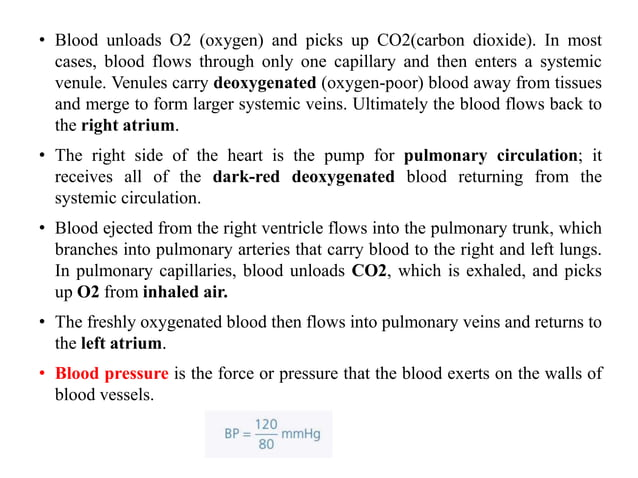 • Blood unloads O2 (oxygen) and picks up CO2(carbon dioxide). In most
cases, blood flows through only one capillary and then enters a systemic
venule. Venules carry deoxygenated (oxygen-poor) blood away from tissues
and merge to form larger systemic veins. Ultimately the blood flows back to
the right atrium.
• The right side of the heart is the pump for pulmonary circulation; it
receives all of the dark-red deoxygenated blood returning from the
systemic circulation.
• Blood ejected from the right ventricle flows into the pulmonary trunk, which
branches into pulmonary arteries that carry blood to the right and left lungs.
In pulmonary capillaries, blood unloads CO2, which is exhaled, and picks
up O2 from inhaled air.
• The freshly oxygenated blood then flows into pulmonary veins and returns to
the left atrium.
• Blood pressure is the force or pressure that the blood exerts on the walls of
blood vessels.
BP = 120/80 mmHg